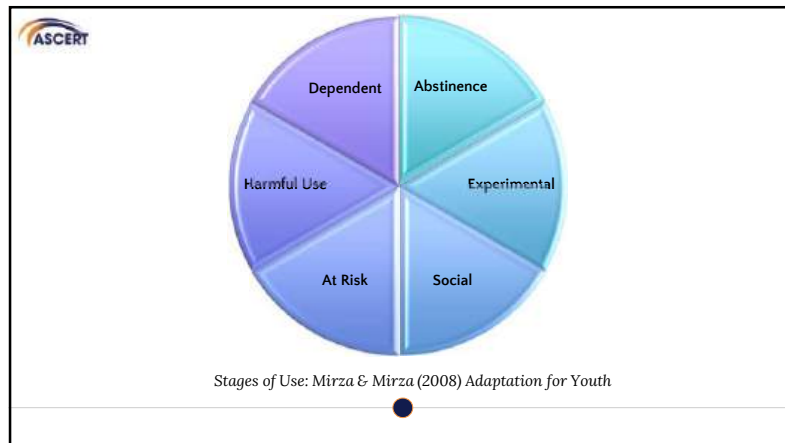 ASCERT
Dependent
Abstinence
Harmful Use
Experimental
At Risk
Social
Stages of Use: Mirza & Mirza (2008) Adaptation for Youth